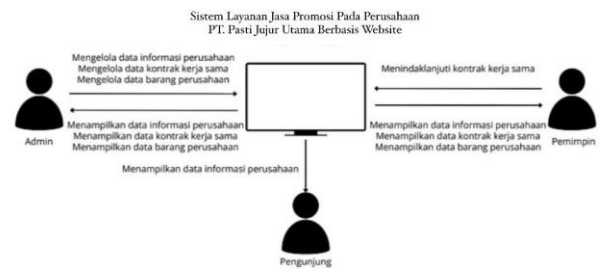 Sistem Layanan Jasa Promosi Pada Perusahaan
PT. Pasti Jujur Utama Berbasis Website
Mengelola data informasi perusahaan
Mengelola data kontrak kerja sama
Mengelola data barang perusahaan
Menampilkan data informasi perusahaan
Menampilkan data kontrak kerja sama
Menampilkan data barang perusahaan
Admin
Menindaklanjuti kontrak kerja sama
Menampilkan data informasi perusahaan
Menampilkan data kontrak kerja sama
Menampilkan data barang perusahaan
Pemimpin
Menampilkan data informasi perusahaan
Pengunjung